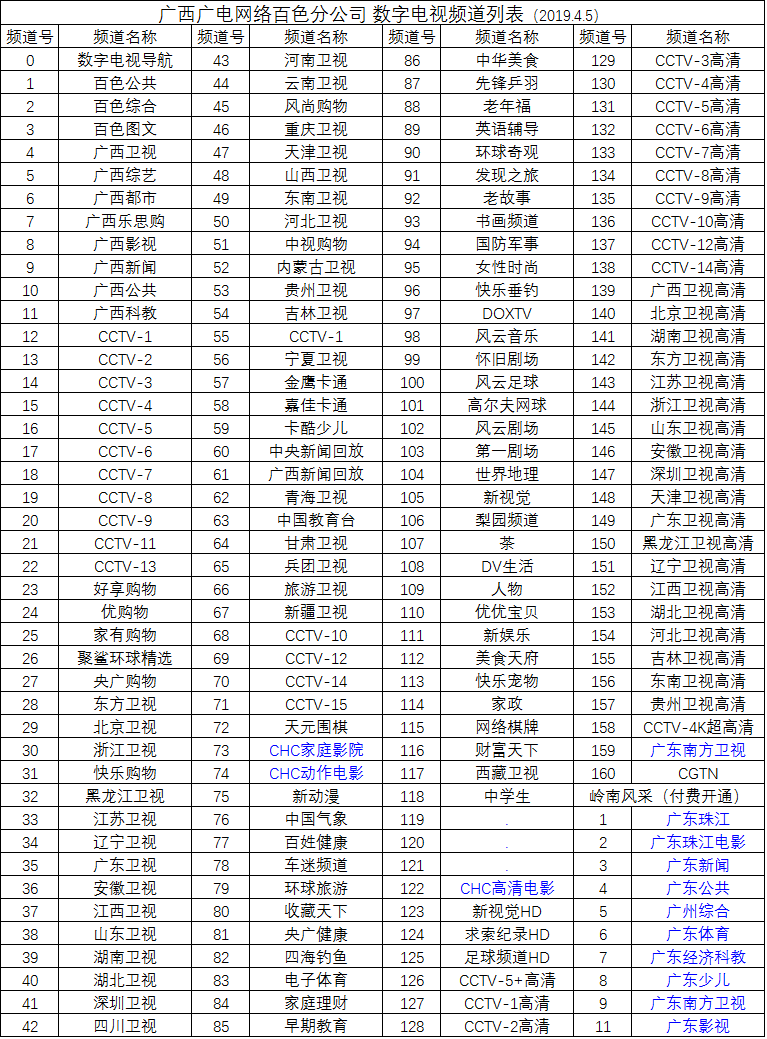 广西广电网络百色分公司 数字电视频道列表（2019.4.5）
频道号 频道名称 频道号 频道名称 频道号 频道名称 频道号 频道名称
0 数字电视导航 43 河南卫视 86 中华美食 129 CCTV-3高清
1 百色公共 44 云南卫视 87 先锋乒羽 130 CCTV-4高清
2 百色综合 45 风尚购物 88 老年福 131 CCTV-5高清
3 百色图文 46 重庆卫视 89 英语辅导 132 CCTV-6高清
4 广西卫视 47 天津卫视 90 环球奇观 133 CCTV-7高清
5 广西综艺 48 山西卫视 91 发现之旅 134 CCTV-8高清
6 广西都市 49 东南卫视 92 老故事 135 CCTV-9高清
7 广西乐思购 50 河北卫视 93 书画频道 136 CCTV-10高清
8 广西影视 51 中视购物 94 国防军事 137 CCTV-12高清
9 广西新闻 52 内蒙古卫视 95 女性时尚 138 CCTV-14高清
10 广西公共 53 贵州卫视 96 快乐垂钓 139 广西卫视高清
11 广西科教 54 吉林卫视 97 DOXTV 140 北京卫视高清
12 CCTV-1 55 CCTV-1 98 风云音乐 141 湖南卫视高清
13 CCTV-2 56 宁夏卫视 99 怀旧剧场 142 东方卫视高清
14 CCTV-3 57 金鹰卡通 100 风云足球 143 江苏卫视高清
15 CCTV-4 58 嘉佳卡通 101 高尔夫网球 144 浙江卫视高清
16 CCTV-5 59 卡酷少儿 102 风云剧场 145 山东卫视高清
17 CCTV-6 60 中央新闻回放 103 第一剧场 146 安徽卫视高清
18 CCTV-7 61 广西新闻回放 104 世界地理 147 深圳卫视高清
19 CCTV-8 62 青海卫视 105 新视觉 148 天津卫视高清
20 CCTV-9 63 中国教育台 106 梨园频道 149 广东卫视高清
21 CCTV-11 64 甘肃卫视 107 茶 150 黑龙江卫视高清
22 CCTV-13 65 兵团卫视 108 DV生活 151 辽宁卫视高清
23 好享购物 66 旅游卫视 109 人物 152 江西卫视高清
24 优购物 67 新疆卫视 110 优优宝贝 153 湖北卫视高清
25 家有购物 68 CCTV-10 111 新娱乐 154 河北卫视高清
26 聚鲨环球精选 69 CCTV-12 112 美食天府 155 吉林卫视高清
27 央广购物 70 CCTV-14 113 快乐宠物 156 东南卫视高清
28 东方卫视 71 CCTV-15 114 家政 157 贵州卫视高清
29 北京卫视 72 天元围棋 115 网络棋牌 158 CCTV-4K超高清
30 浙江卫视 73 CHC家庭影院 116 财富天下 159 广东南方卫视
31 快乐购物 74 CHC动作电影 117 西藏卫视 160 CGTN
32 黑龙江卫视 75 新动漫 118 中学生 岭南风采（付费开通）
33 江苏卫视 76 中国气象 119 . 1 广东珠江
34 辽宁卫视 77 百姓健康 120 . 2 广东珠江电影
35 广东卫视 78 车迷频道 121 . 3 广东新闻
36 安徽卫视 79 环球旅游 122 CHC高清电影 4 广东公共
37 江西卫视 80 收藏天下 123 新视觉HD 5 广州综合
38 山东卫视 81 央广健康 124 求索纪录HD 6 广东体育
39 湖南卫视 82 四海钓鱼 125 足球频道HD 7 广东经济科教
40 湖北卫视 83 电子体育 126 CCTV-5+高清 8 广东少儿
41 深圳卫视 84 家庭理财 127 CCTV-1高清 9 广东南方卫视
42 四川卫视 85 早期教育 128 CCTV-2高清 11 广东影视